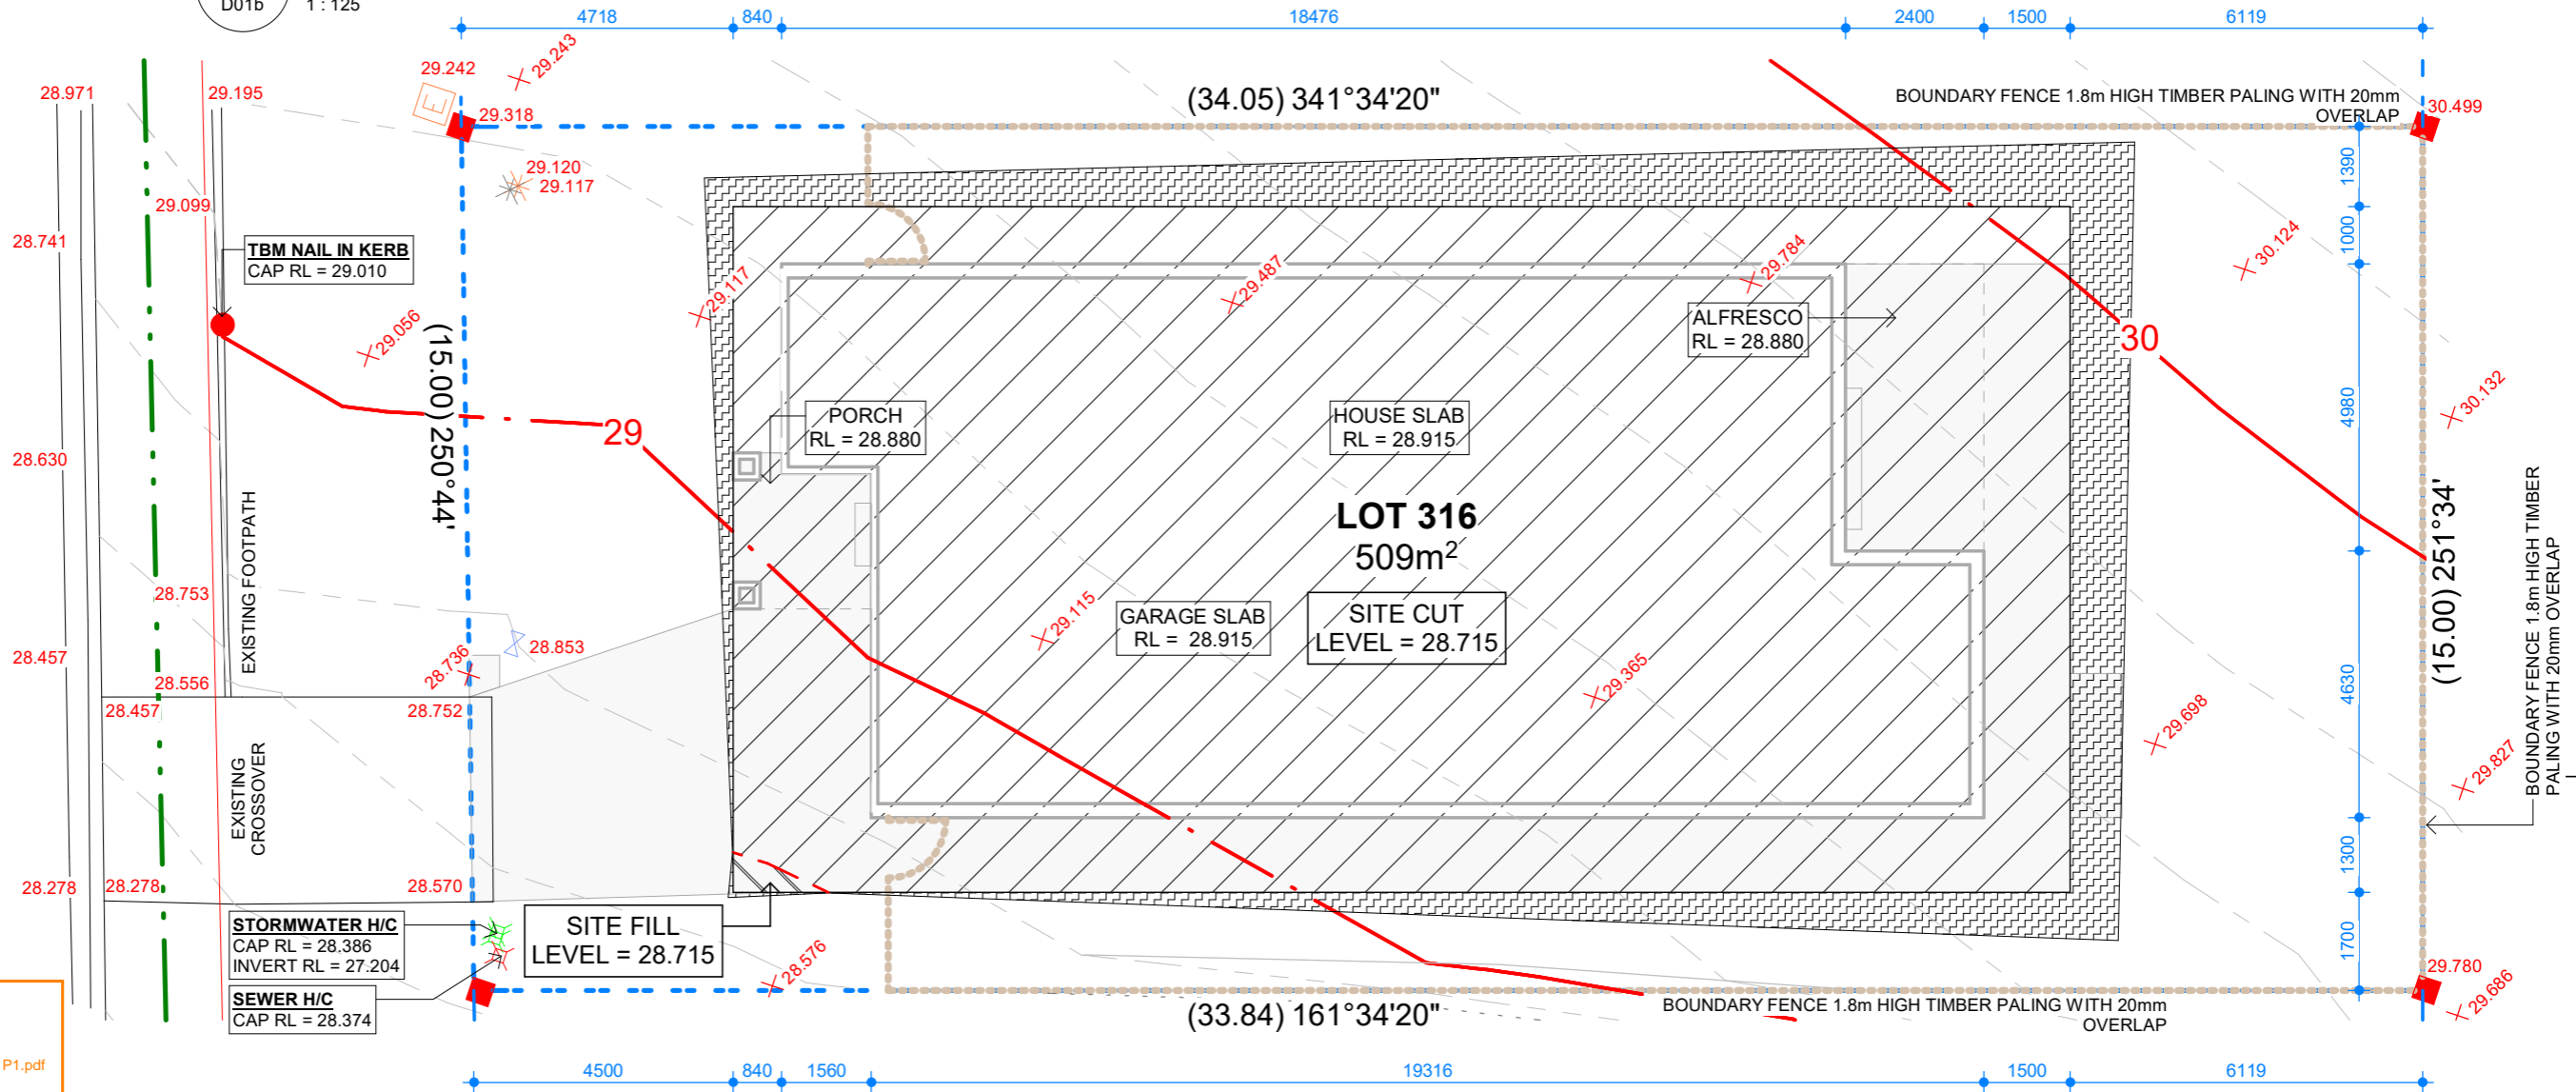 D01b
1 : 125
4718
840
18476
2400
1500
6119
29.243
29.242
E
28.971
29.195
29.318
(34.05) 341°34'20"
BOUNDARY FENCE 1.8m HIGH TIMBER PALING WITH 20mm
OVERLAP
30.499
29.120
29.117
1390
29.099
28.741
TBM NAIL IN KERB
CAP RL = 29.010
1000
30.124
29.117
29.487
29.784
29.056
(15.00) 250°44'
ALFRESCO
RL = 28.880
30
30.132
4980
29
PORCH
RL = 28.880
HOUSE SLAB
RL = 28.915
28.630
EXISTING FOOTPATH
LOT 316
509m²
(15.00) 251°34'
BOUNDARY FENCE 1.8m HIGH TIMBER
PALING WITH 20mm OVERLAP
28.753
29.115
GARAGE SLAB
RL = 28.915
SITE CUT
LEVEL = 28.715
28.457
28.736
28.853
29.365
4630
28.556
28.457
28.752
29.698
29.827
EXISTING
CROSSOVER
1300
28.278
28.278
28.570
STORMWATER H/C
CAP RL = 28.386
INVERT RL = 27.204
SITE FILL
LEVEL = 28.715
28.576
1700
29.780
29.686
SEWER H/C
CAP RL = 28.374
(33.84) 161°34'20"
BOUNDARY FENCE 1.8m HIGH TIMBER PALING WITH 20mm
OVERLAP
P1.pdf
4500
840
1560
19316
1500
6119